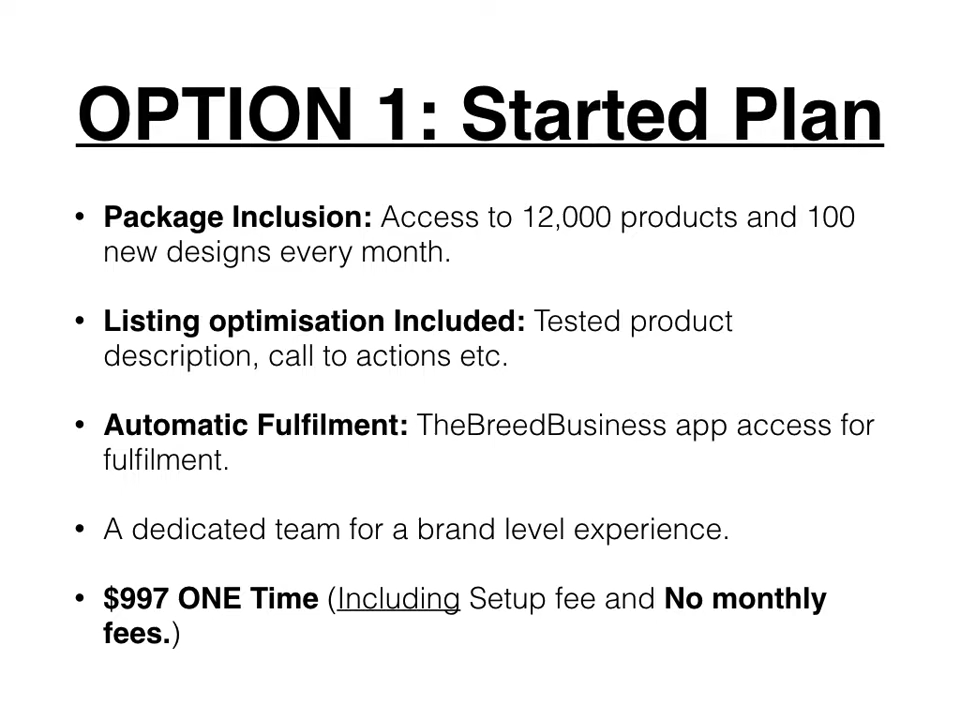 OPTION 1: Started Plan
• Package Inclusion: Access to 12,000 products and 100
new designs every month.
• Listing optimisation Included: Tested product
description, call to actions etc.
• Automatic Fulfilment: TheBreedBusiness app access for
fulfilment.
• A dedicated team for a brand level experience.
• $997 ONE Time (Including Setup fee and No monthly
fees.)